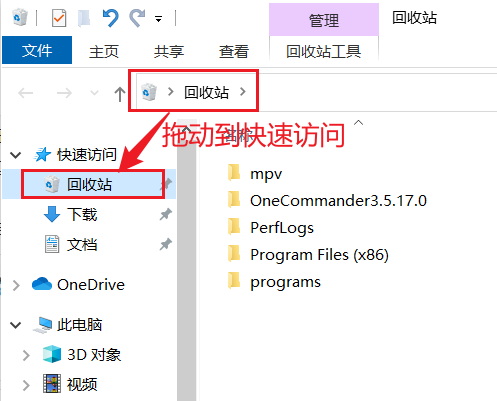 管理
回收站
文件
主页
共享
查看
回收站工具
回收站
拖动到快速访问
名称
快速访问
回收站
下载
文档
OneDrive
此电脑
3D 对象
视频
mpv
OneCommander3.5.17.0
PerfLogs
Program Files (x86)
programs